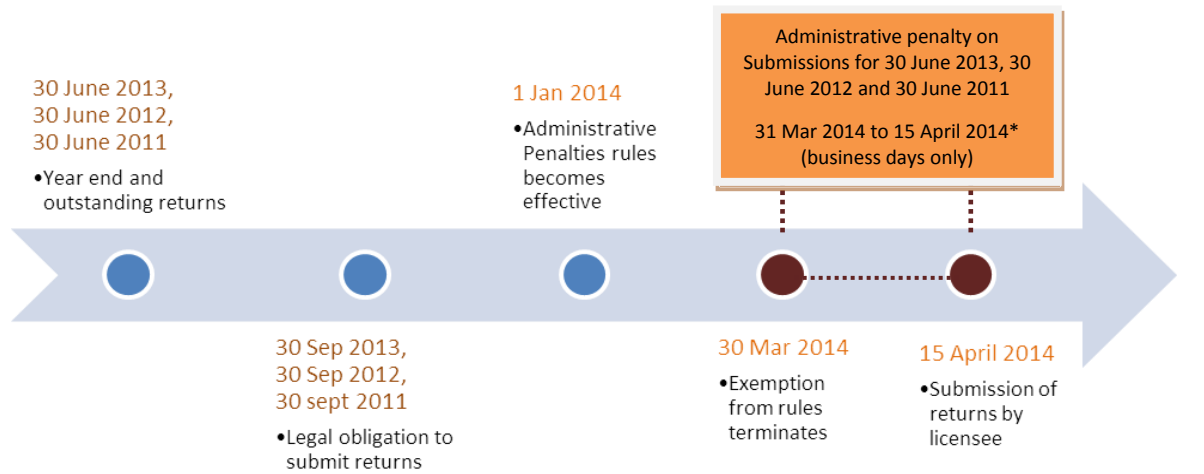 30 June 2013,
30 June 2012,
30 June 2011
•Year end and
outstanding returns
30 Sep 2013,
30 Sep 2012,
30 sept 2011
•Legal obligation to
submit returns
1 Jan 2014
•Administrative
Penalties rules
becomes
effective
Administrative penalty on
Submissions for 30 June 2013, 30
June 2012 and 30 June 2011
31 Mar 2014 to 15 April 2014*
(business days only)
30 Mar 2014
•Exemption
from rules
terminates
15 April 2014
•Submission of
returns by
licensee